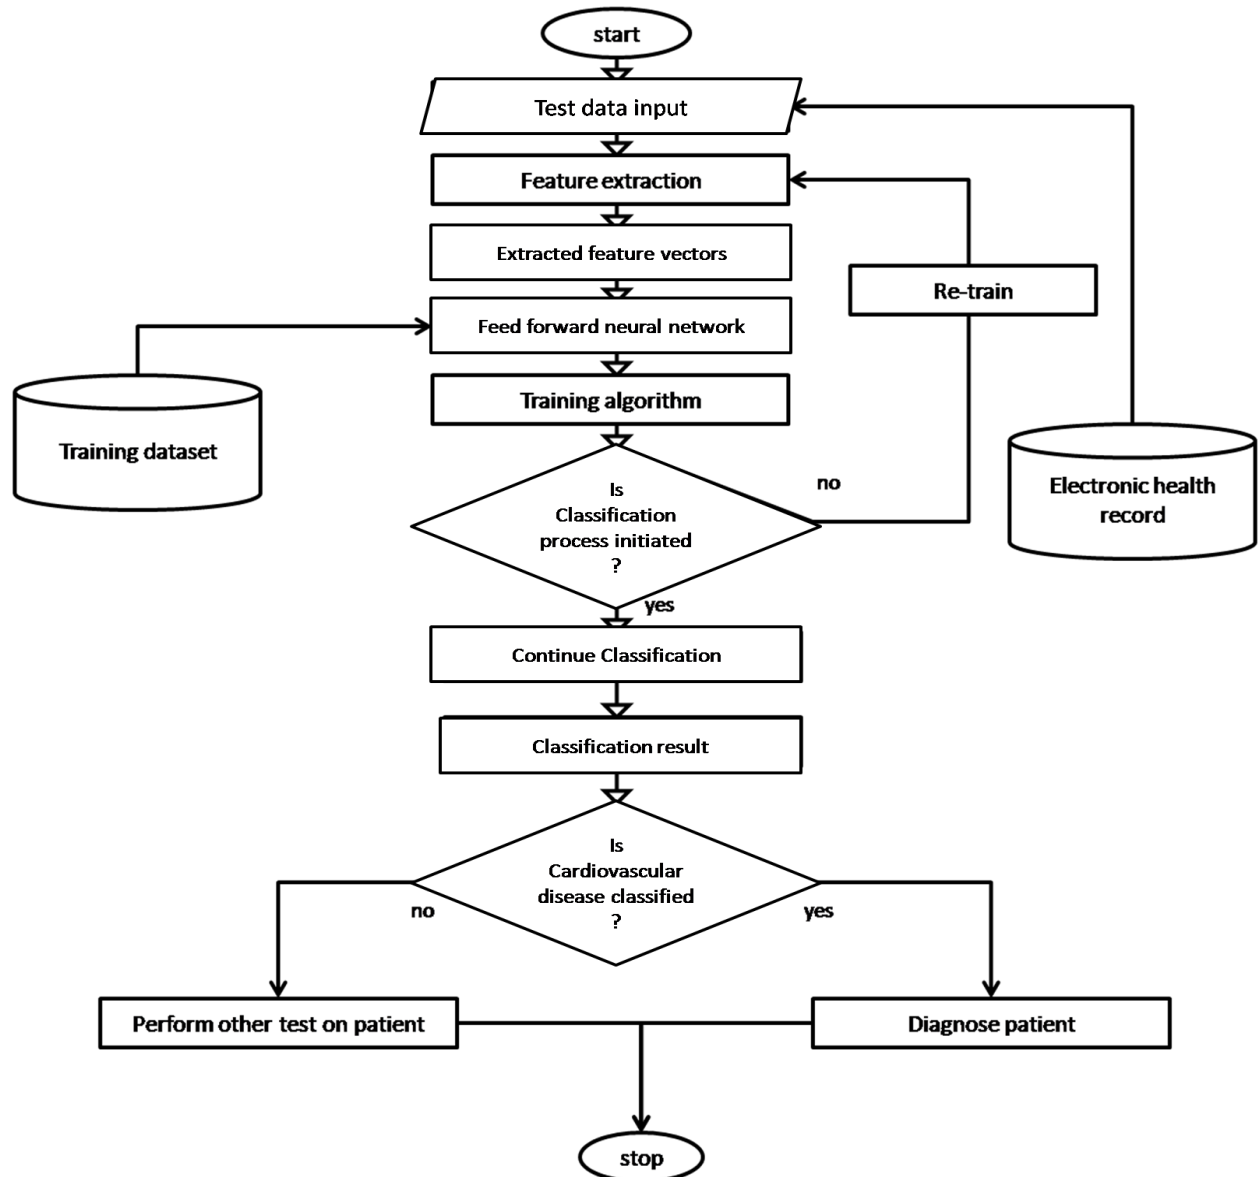 start
Test data input
Feature extraction
Extracted feature vectors
Re-train
Feed forward neural network
Training algorithm
Training dataset
Electronic health
record
no
Is
Classification
process initiated
?
yes
Continue Classification
Classification result
Is
Cardiovascular
disease classified
?
no
yes
Perform other test on patient
Diagnose patient
stop